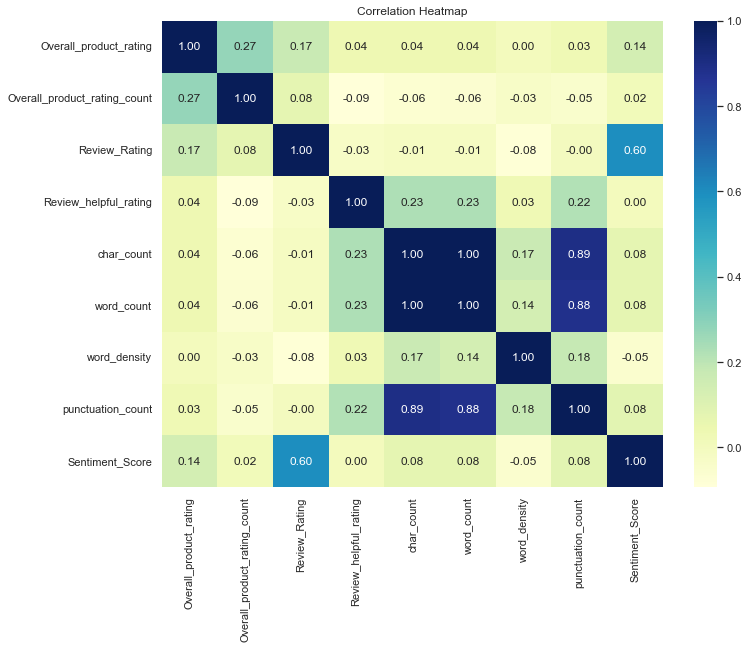 Correlation Heatmap
Overall_product_rating 1.00 0.27 0.17 0.04 0.04 0.04 0.00 0.03 0.14
Overall_product_rating_count 0.27 1.00 0.08 -0.09 -0.06 -0.06 -0.03 -0.05 0.02
Review_Rating 0.17 0.08 1.00 -0.03 -0.01 -0.01 -0.08 -0.00 0.60
Review_helpful_rating 0.04 -0.09 -0.03 1.00 0.23 0.23 0.03 0.22 0.00
char_count 0.04 -0.06 -0.01 0.23 1.00 1.00 0.17 0.89 0.08
word_count 0.04 -0.06 -0.01 0.23 1.00 1.00 0.14 0.88 0.08
word_density 0.00 -0.03 -0.08 0.03 0.17 0.14 1.00 0.18 -0.05
punctuation_count 0.03 -0.05 -0.00 0.22 0.89 0.88 0.18 1.00 0.08
Sentiment_Score 0.14 0.02 0.60 0.00 0.08 0.08 -0.05 0.08 1.00
Overall_product_rating
Overall_product_rating_count
Review_Rating
Review_helpful_rating
char_count
word_count
word_density
punctuation_count
Sentiment_Score
1.0
0.8
0.6
0.4
0.2
0.0